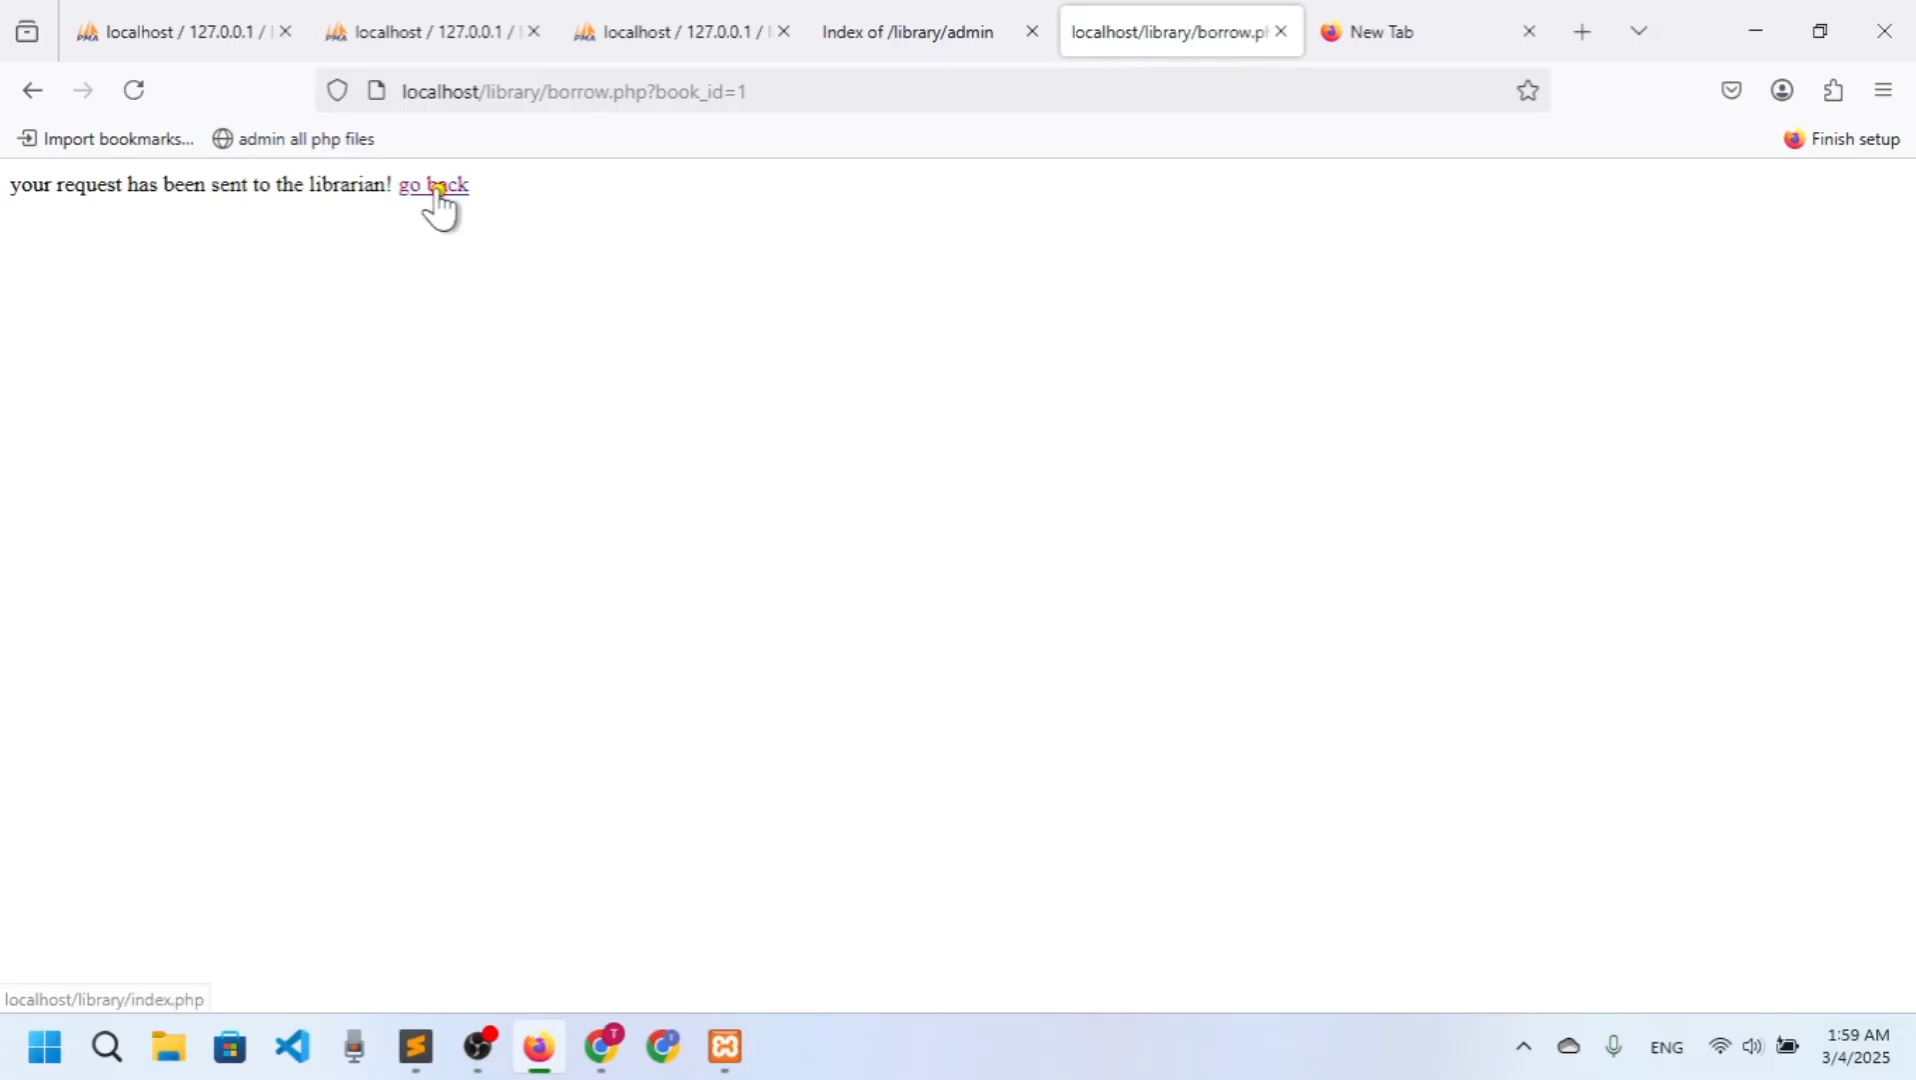 localhost / 127.0.0.1 /
localhost / 127.0.0.1 /
localhost / 127.0.0.1 /
Index of /library/admin
localhost/library/borrow.ph
New Tab
localhost/library/borrow.php?book_id=1
Import bookmarks...
admin all php files
Finish setup
your request has been sent to the librarian! go back
localhost/library/index.php
T
ENG
1:59 AM
3/4/2025